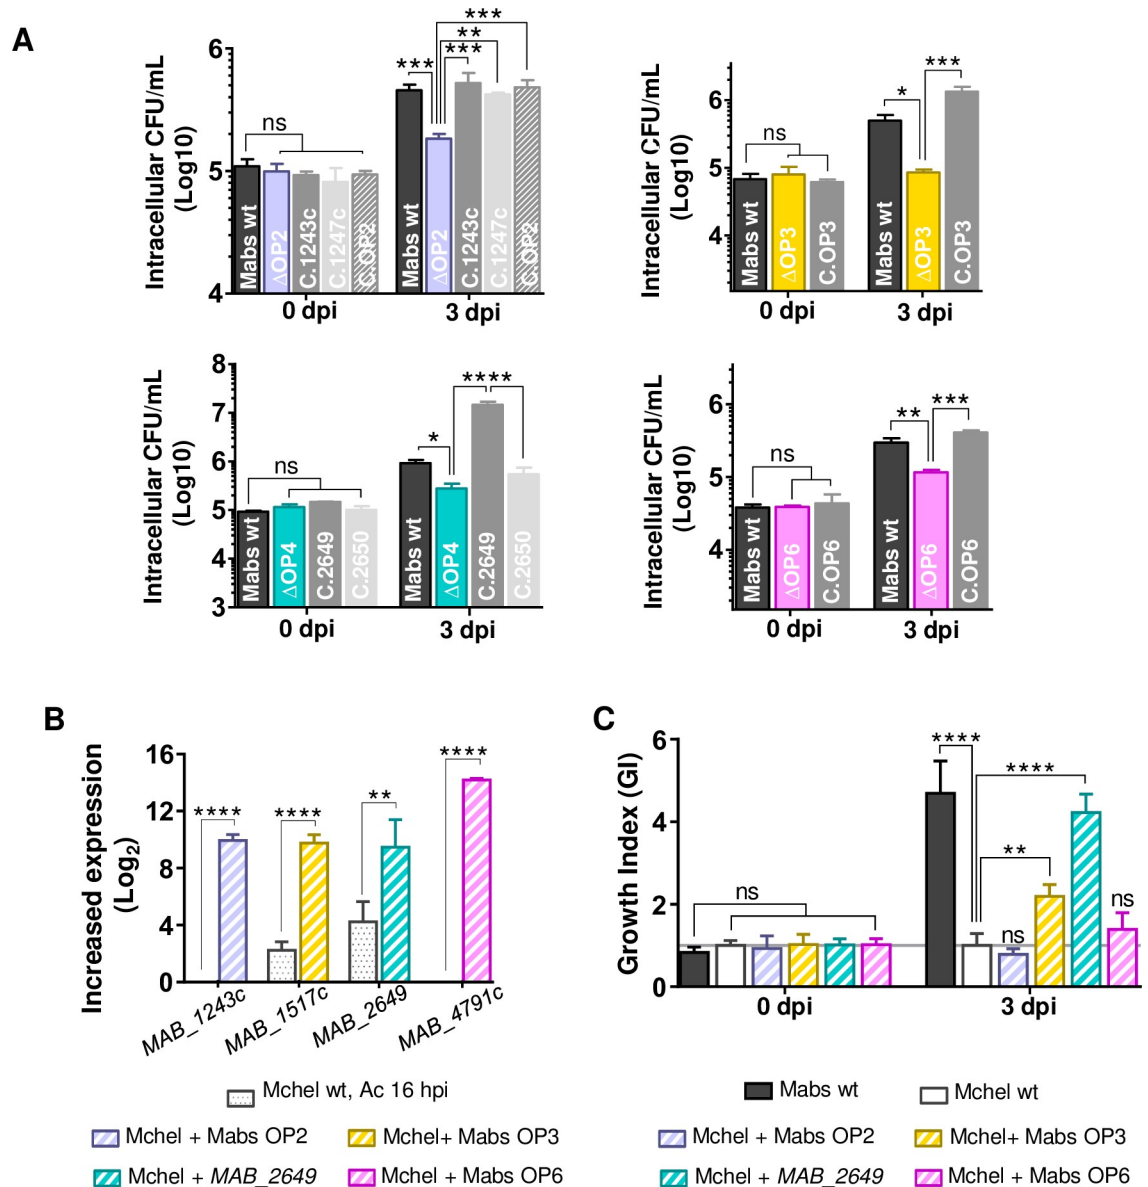 A
Intracellular CFU/mL
(Log10)
6
5
4
ns
***
***
**
***
Mabs wt
ΔOP2
C.1243c
C.1247c
C.OP2
Mabs wt
ΔOP2
C.1243c
C.1247c
C.OP2
0 dpi
3 dpi
Intracellular CFU/mL
(Log10)
6
5
4
ns
*
***
Mabs wt
ΔOP3
C.OP3
Mabs wt
ΔOP3
C.OP3
0 dpi
3 dpi
Intracellular CFU/mL
(Log10)
8
7
6
5
4
3
ns
*
****
Mabs wt
ΔOP4
C.2649
C.2650
Mabs wt
ΔOP4
C.2649
C.2650
0 dpi
3 dpi
Intracellular CFU/mL
(Log10)
6
5
4
ns
**
***
Mabs wt
ΔOP6
C.OP6
Mabs wt
ΔOP6
C.OP6
0 dpi
3 dpi
B
Increased expression
(Log2)
16
12
8
4
0
****
****
**
****
MAB_1243c
MAB_1517c
MAB_2649
MAB_4791c
Mchel wt, Ac 16 hpi
Mchel + Mabs OP2
Mchel+ Mabs OP3
Mchel + MAB_2649
Mchel + Mabs OP6
C
Growth Index (GI)
6
4
2
0
ns
****
****
**
ns
ns
0 dpi
3 dpi
Mabs wt
Mchel wt
Mchel + Mabs OP2
Mchel+ Mabs OP3
Mchel + MAB_2649
Mchel + Mabs OP6